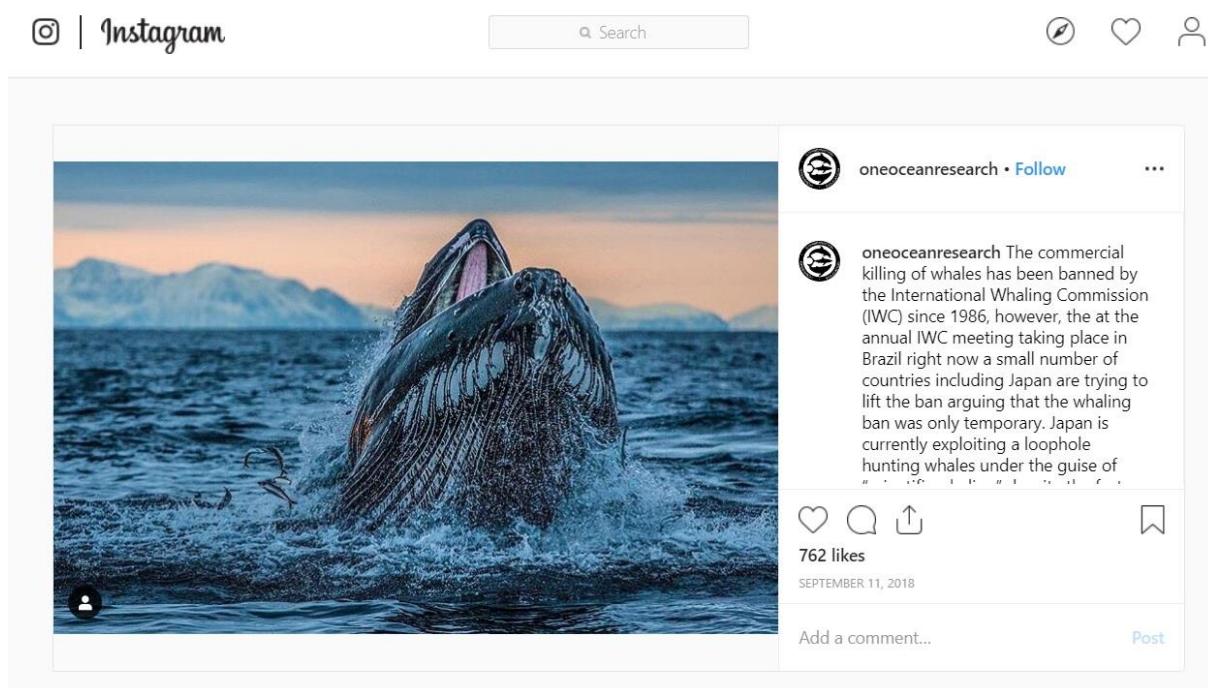 Instagram
Search
oneoceanresearch • Follow
oneoceanresearch The commercial
killing of whales has been banned by
the International Whaling Commission
(IWC) since 1986, however, the at the
annual IWC meeting taking place in
Brazil right now a small number of
countries including Japan are trying to
lift the ban arguing that the whaling
ban was only temporary. Japan is
currently exploiting a loophole
hunting whales under the guise of
762 likes
SEPTEMBER 11, 2018
Add a comment...
Post